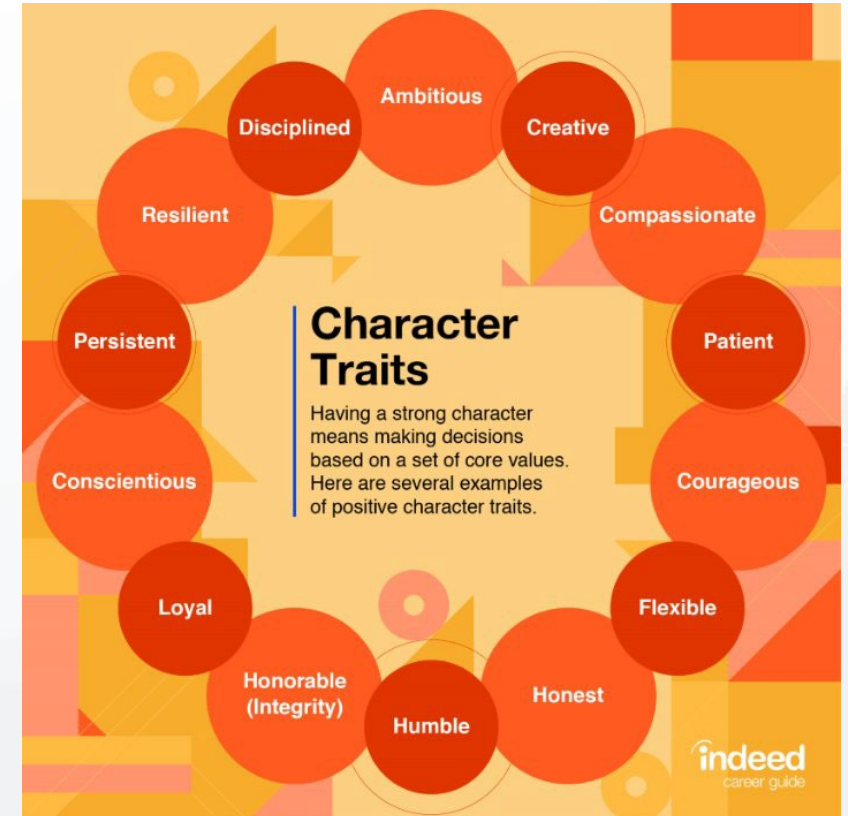 Ambitious
Disciplined
Creative
Resilient
Compassionate
Persistent
Patient
Character
Traits
Having a strong character
means making decisions
based on a set of core values.
Here are several examples
of positive character traits.
Conscientious
Courageous
Loyal
Flexible
Honorable
(Integrity)
Humble
Honest
indeed
career guide